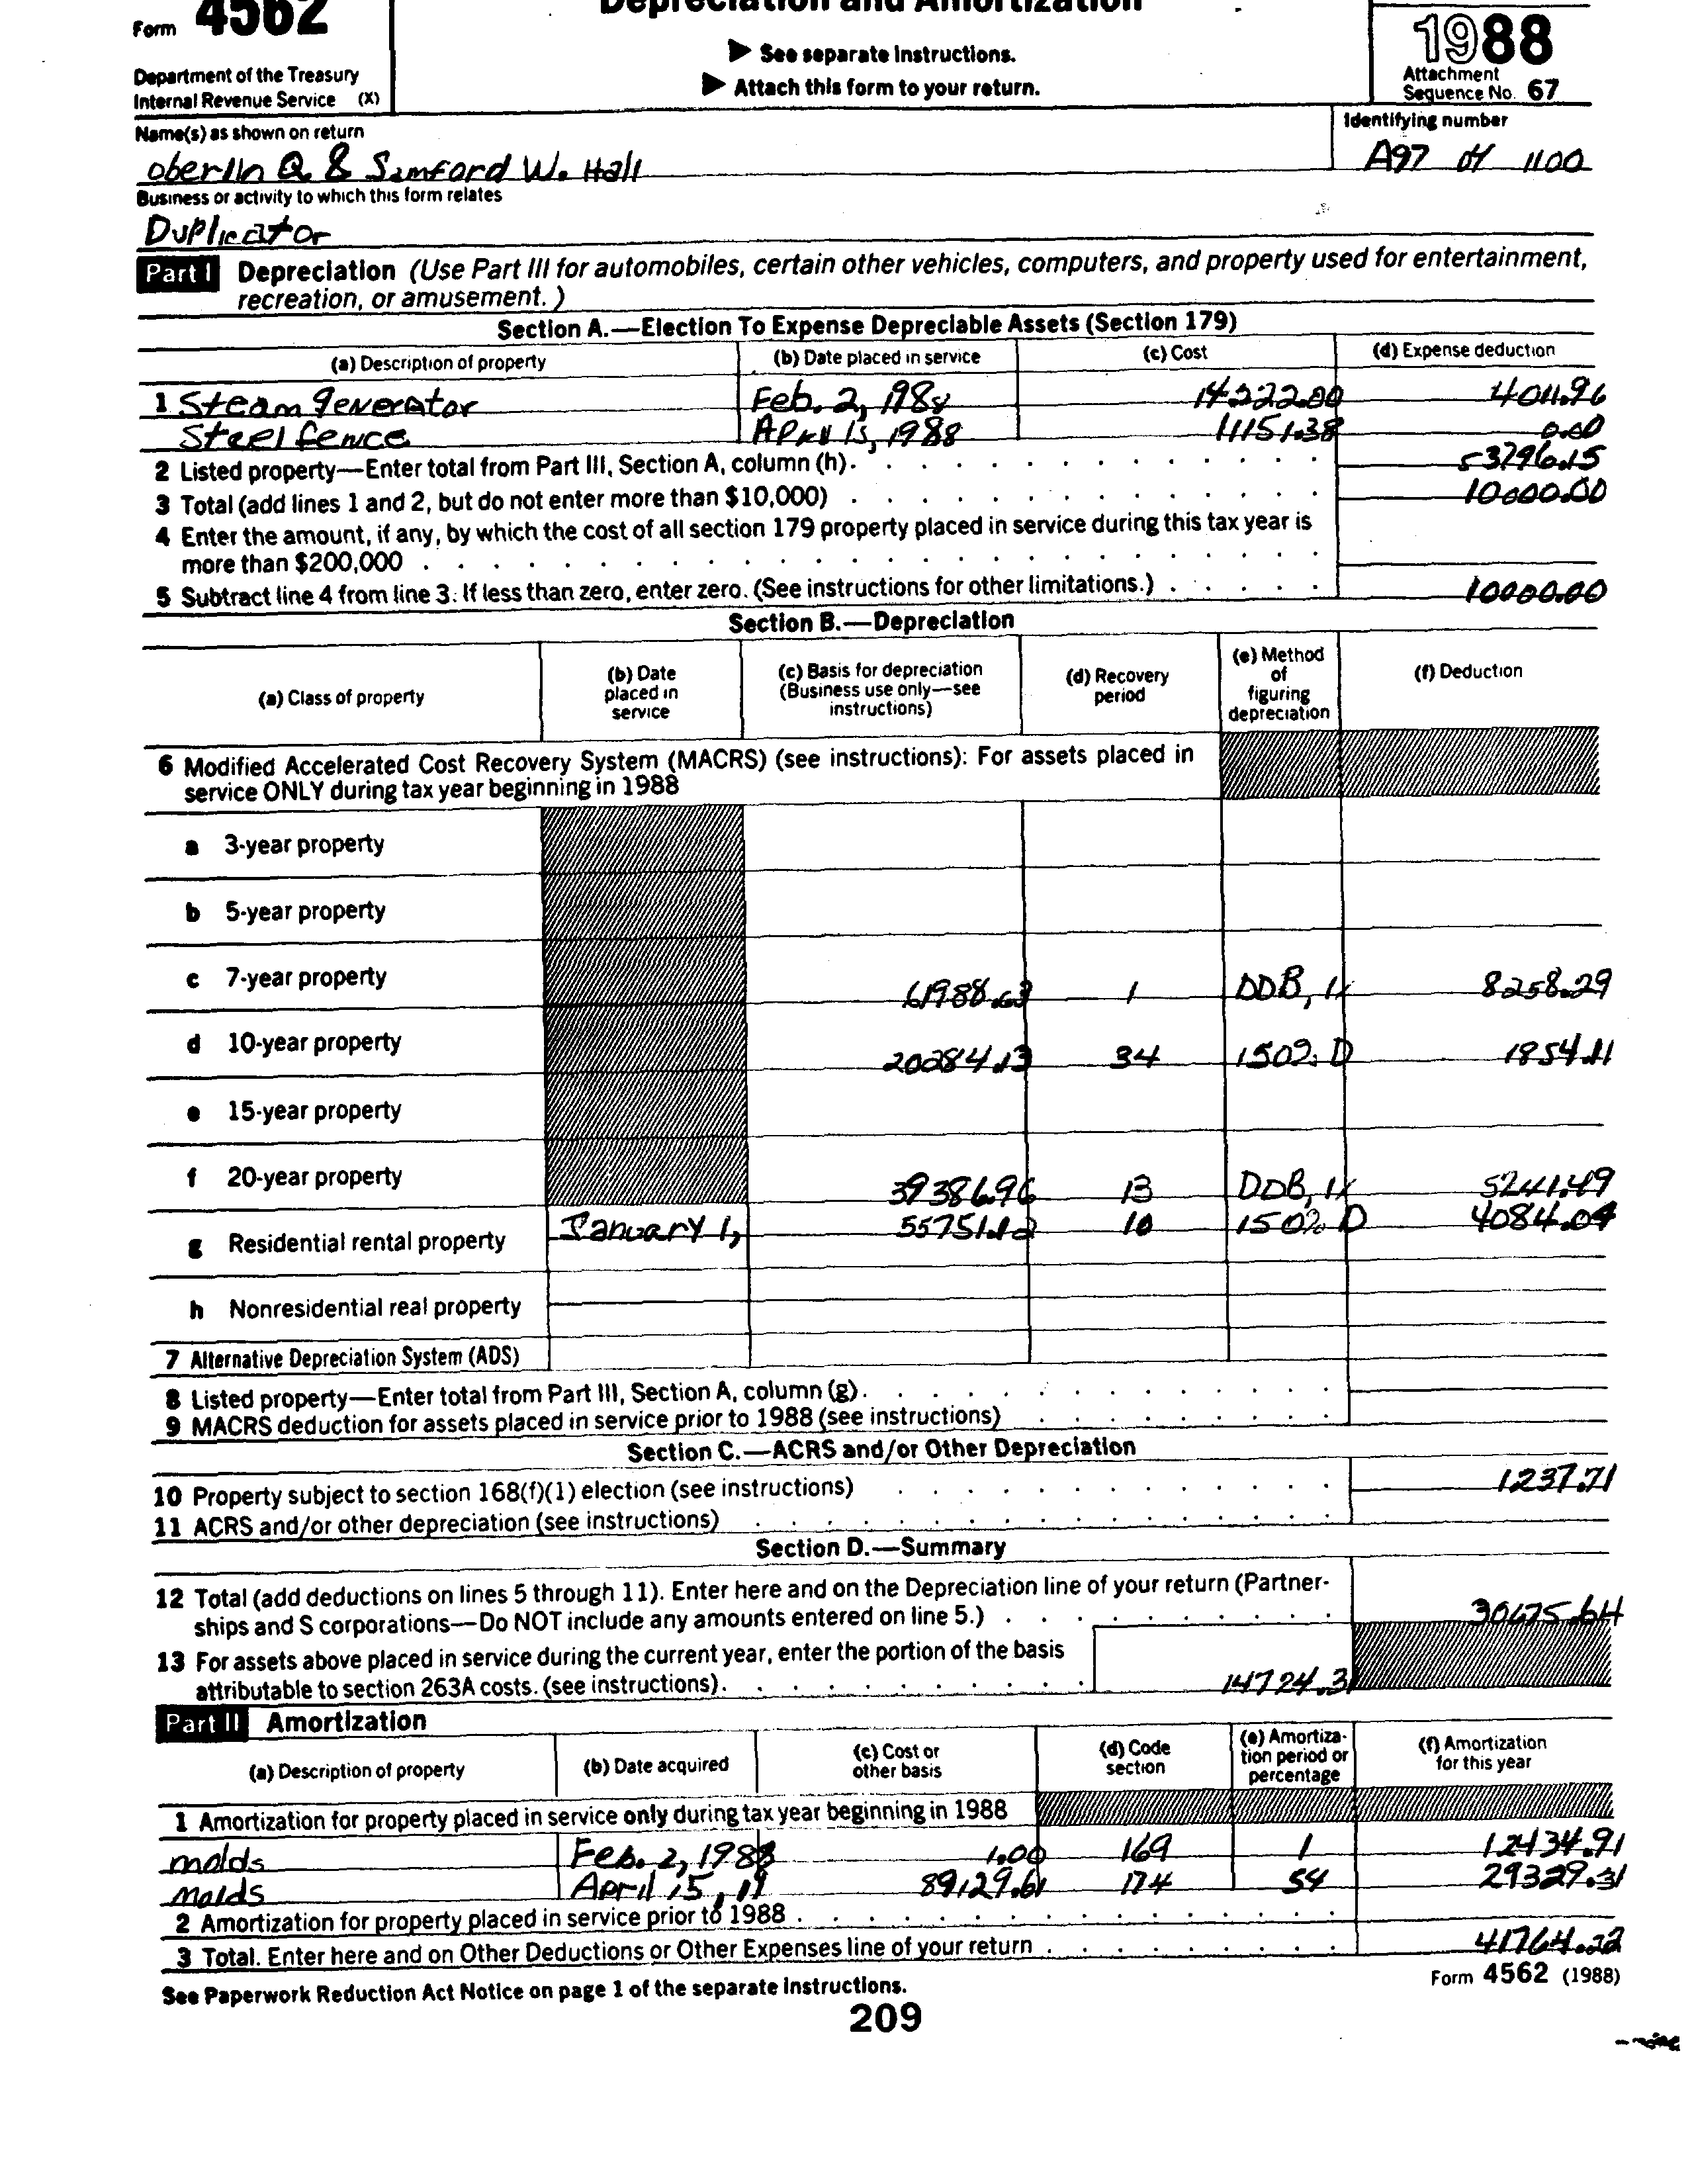 Form 4562
Depreciation and Amortization
▶ See separate instructions.
▶ Attach this form to your return.
1988
Attachment
Sequence No. 67
Department of the Treasury
Internal Revenue Service (X)
Name(s) as shown on return
Identifying number
oberlin Q & Samford W. Hall
A97 04 1100
Business or activity to which this form relates
Duplicator
Part I Depreciation (Use Part III for automobiles, certain other vehicles, computers, and property used for entertainment,
recreation, or amusement.)
Section A.—Election To Expense Depreciable Assets (Section 179)
(a) Description of property (b) Date placed in service (c) Cost (d) Expense deduction
1 Steam generator Feb. 2, 1988 14222.00 4011.96
Steel fence April 15, 1988 11151.38 0.00
2 Listed property—Enter total from Part III, Section A, column (h). 53796.15
3 Total (add lines 1 and 2, but do not enter more than $10,000) 10000.00
4 Enter the amount, if any, by which the cost of all section 179 property placed in service during this tax year is
more than $200,000
5 Subtract line 4 from line 3. If less than zero, enter zero. (See instructions for other limitations.) 10000.00
Section B.—Depreciation
(a) Class of property (b) Date placed in service (c) Basis for depreciation (Business use only—see instructions) (d) Recovery period (e) Method of figuring depreciation (f) Deduction
6 Modified Accelerated Cost Recovery System (MACRS) (see instructions): For assets placed in
service ONLY during tax year beginning in 1988
a 3-year property
b 5-year property
c 7-year property 61988.63 1 DDB, 8258.29
d 10-year property 20284.13 34 150% D 1854.11
e 15-year property
f 20-year property 39386.96 13 DDB, 5241.49
g Residential rental property January 1, 55751.12 10 150% D 4084.04
h Nonresidential real property
7 Alternative Depreciation System (ADS)
8 Listed property—Enter total from Part III, Section A, column (g).
9 MACRS deduction for assets placed in service prior to 1988 (see instructions)
Section C.—ACRS and/or Other Depreciation
10 Property subject to section 168(f)(1) election (see instructions) 1237.71
11 ACRS and/or other depreciation (see instructions)
Section D.—Summary
12 Total (add deductions on lines 5 through 11). Enter here and on the Depreciation line of your return (Partner-
ships and S corporations—Do NOT include any amounts entered on line 5.) 30675.64
13 For assets above placed in service during the current year, enter the portion of the basis
attributable to section 263A costs. (see instructions). 14724.31
Part II Amortization
(a) Description of property (b) Date acquired (c) Cost or other basis (d) Code section (e) Amortiza-tion period or percentage (f) Amortization for this year
1 Amortization for property placed in service only during tax year beginning in 1988
molds Feb. 2, 1988 1.00 169 1 12434.91
Molds April 15, 19 89129.61 174 54 29329.31
2 Amortization for property placed in service prior to 1988
3 Total. Enter here and on Other Deductions or Other Expenses line of your return 41764.22
See Paperwork Reduction Act Notice on page 1 of the separate instructions.
Form 4562 (1988)
209